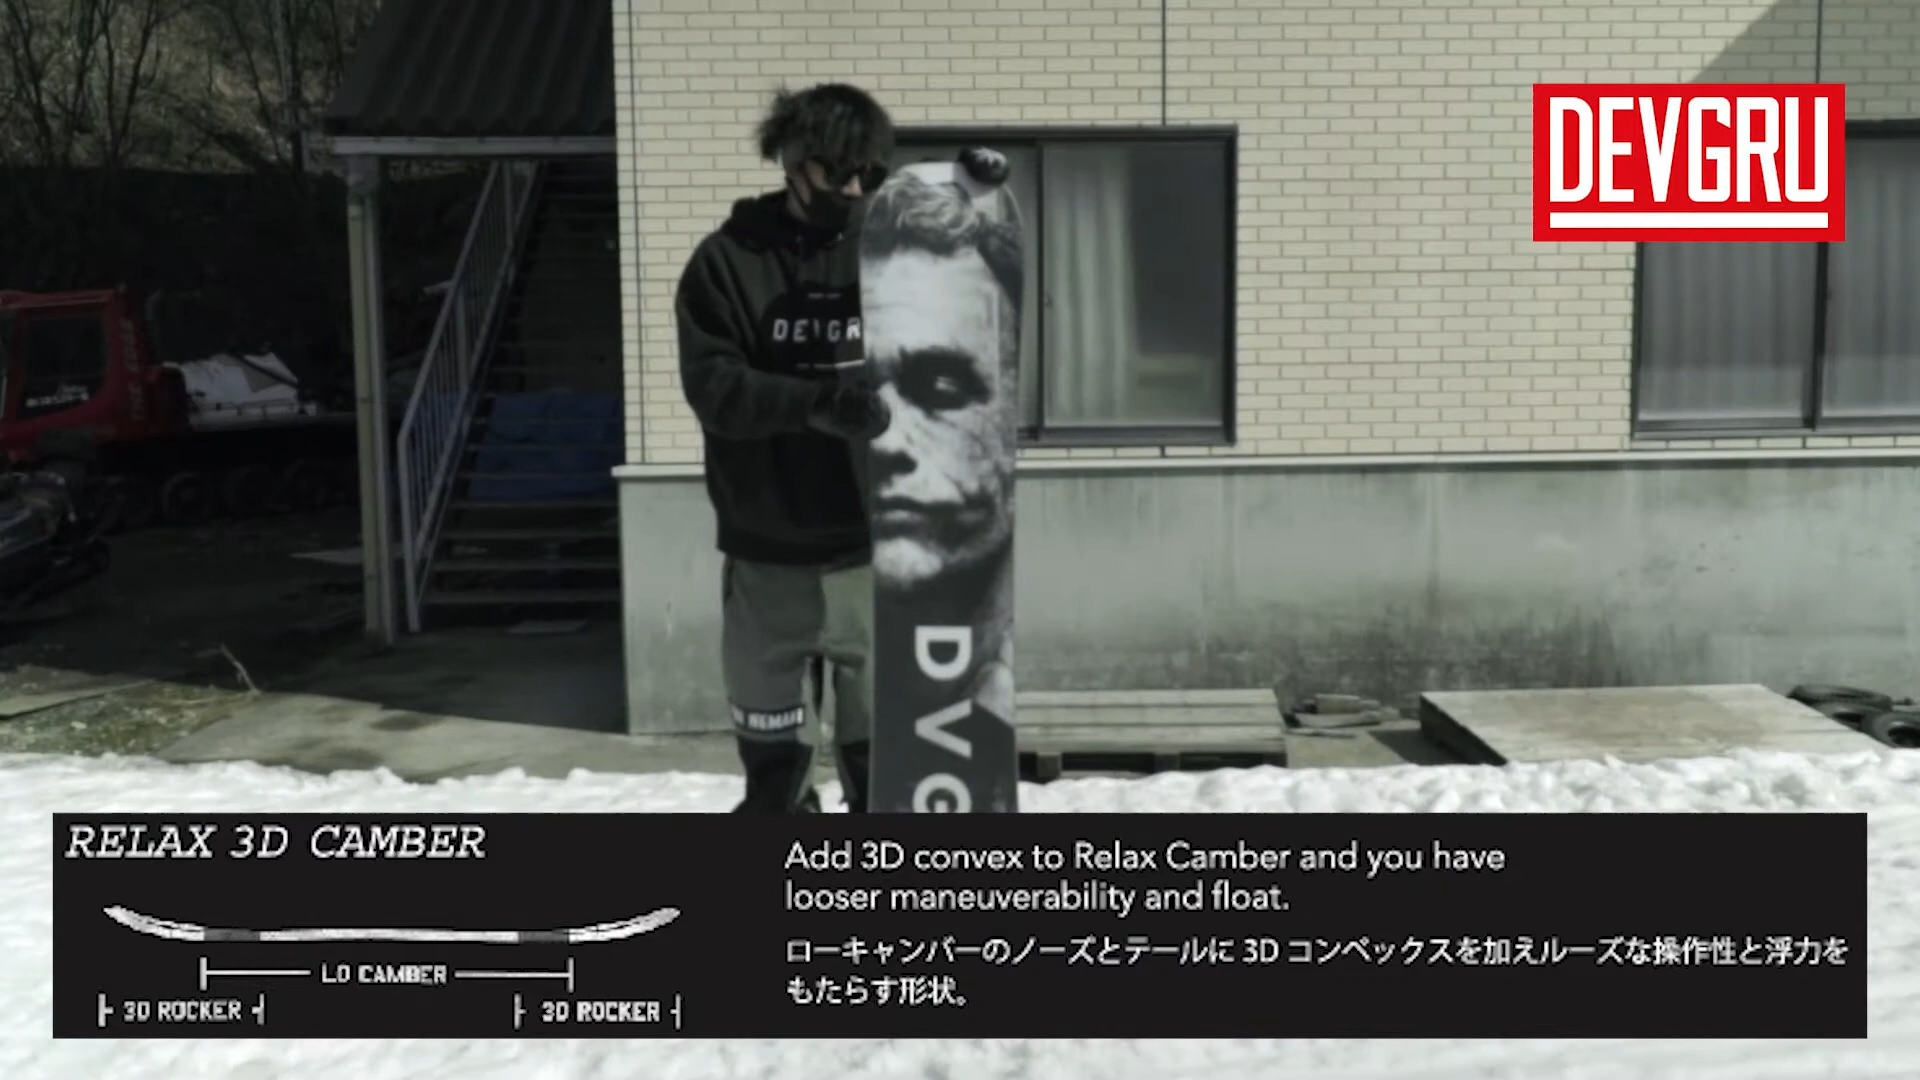 DEVGRU
DEVGR
DVG
RELAX 3D CAMBER
LO CAMBER
3D ROCKER
3D ROCKER
Add 3D convex to Relax Camber and you have
looser maneuverability and float.
ローキャンバーのノーズとテールに 3D コンベックスを加えルーズな操作性と浮力を
もたらす形状。